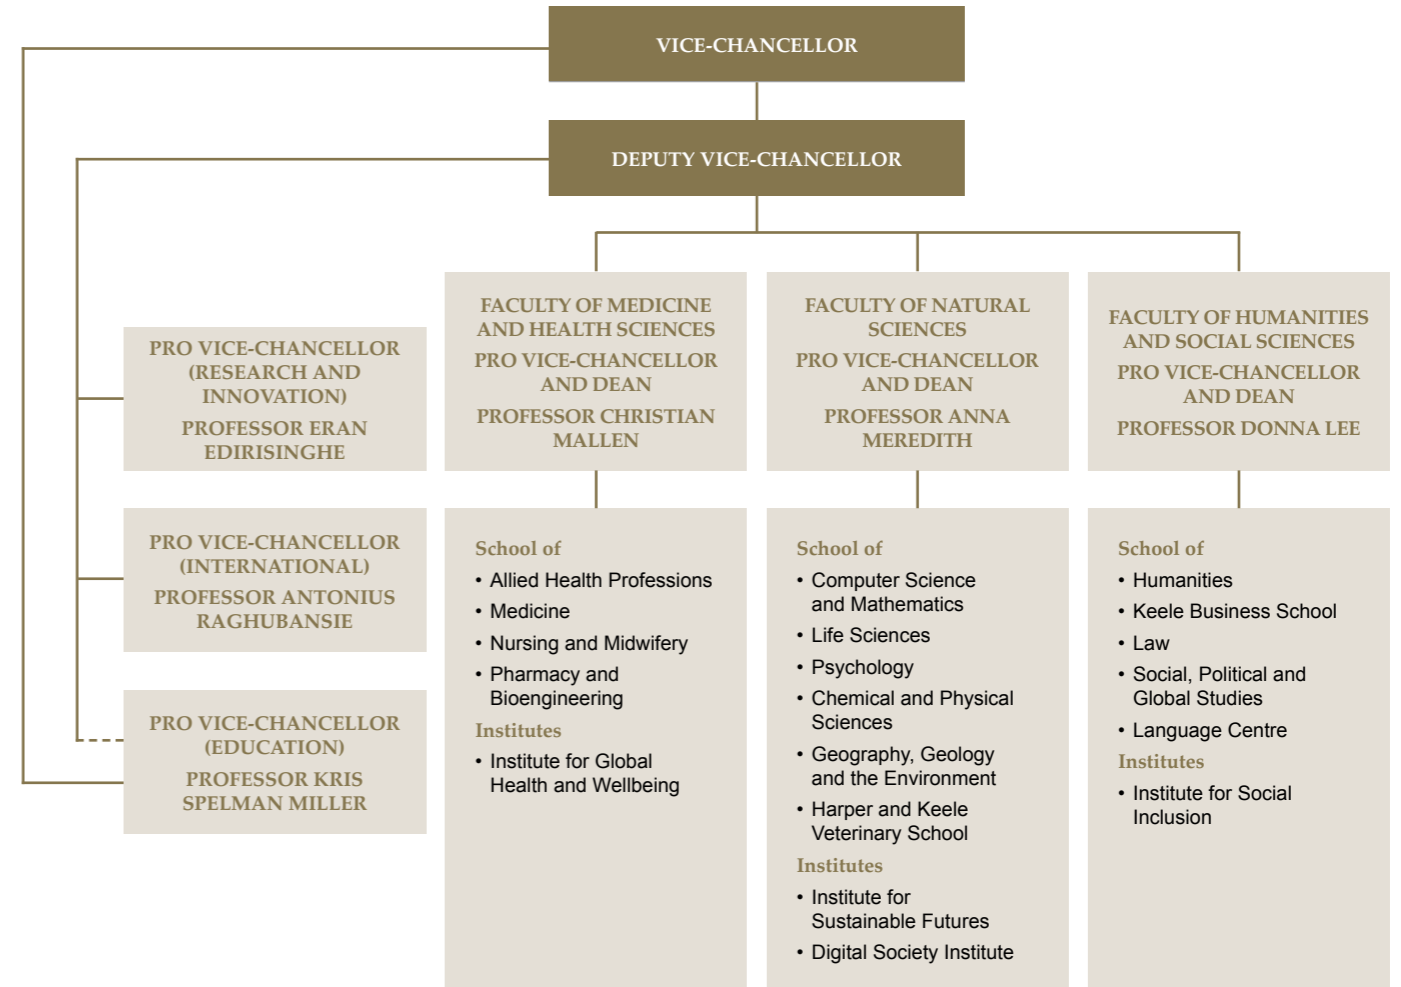 VICE-CHANCELLOR
DEPUTY VICE-CHANCELLOR
PRO VICE-CHANCELLOR
(RESEARCH AND
INNOVATION)
PROFESSOR ERAN
EDIRISINGHE
PRO VICE-CHANCELLOR
(INTERNATIONAL)
PROFESSOR ANTONIUS
RAGHUBANSIE
PRO VICE-CHANCELLOR
(EDUCATION)
PROFESSOR KRIS
SPELMAN MILLER
FACULTY OF MEDICINE
AND HEALTH SCIENCES
PRO VICE-CHANCELLOR
AND DEAN
PROFESSOR CHRISTIAN
MALLEN
School of
• Allied Health Professions
• Medicine
• Nursing and Midwifery
• Pharmacy and
Bioengineering
Institutes
• Institute for Global
Health and Wellbeing
FACULTY OF NATURAL
SCIENCES
PRO VICE-CHANCELLOR
AND DEAN
PROFESSOR ANNA
MEREDITH
School of
• Computer Science
and Mathematics
• Life Sciences
• Psychology
• Chemical and Physical
Sciences
• Geography, Geology
and the Environment
• Harper and Keele
Veterinary School
Institutes
• Institute for
Sustainable Futures
• Digital Society Institute
FACULTY OF HUMANITIES
AND SOCIAL SCIENCES
PRO VICE-CHANCELLOR
AND DEAN
PROFESSOR DONNA LEE
School of
• Humanities
• Keele Business School
• Law
• Social, Political and
Global Studies
• Language Centre
Institutes
• Institute for Social
Inclusion